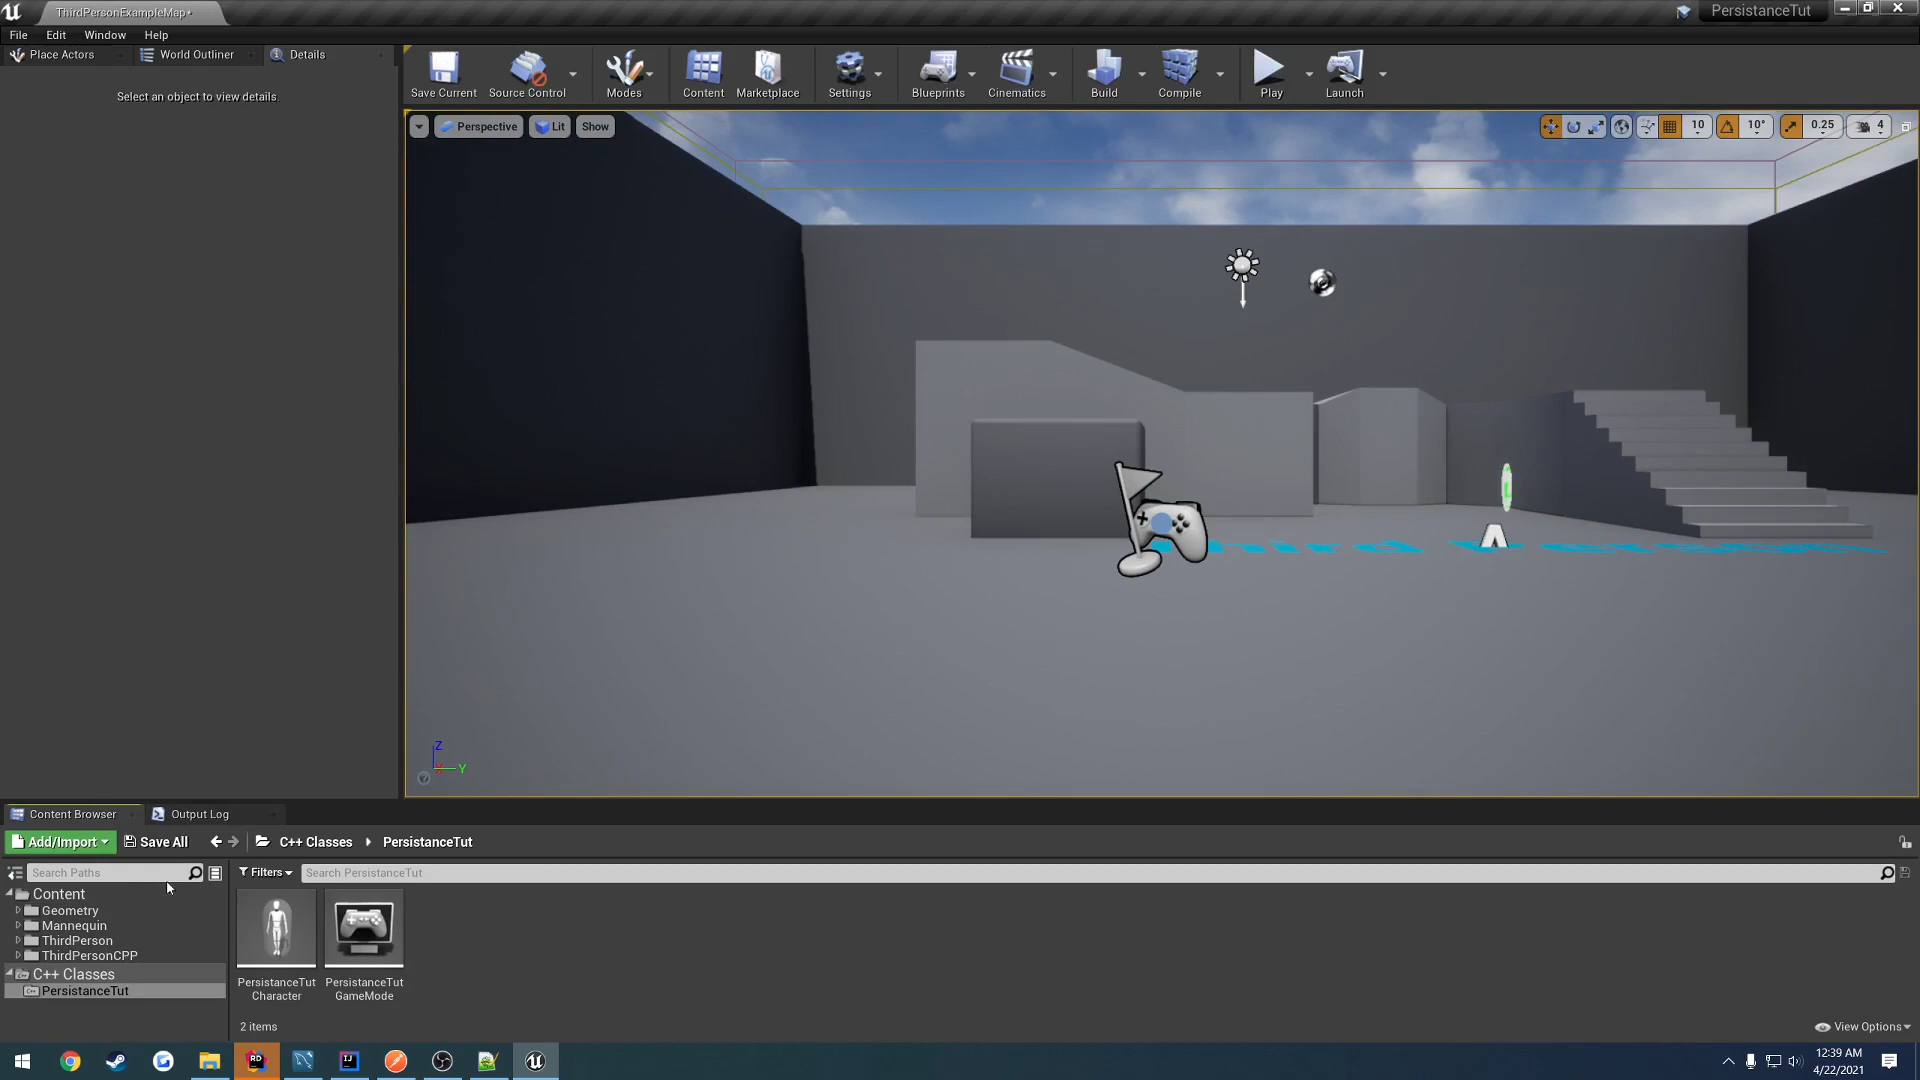 ThirdPersonExampleMap*
PersistanceTut
File Edit Window Help
Place Actors World Outliner Details
Select an object to view details.
Save Current Source Control Modes Content Marketplace Settings Blueprints Cinematics Build Compile Play Launch
Perspective Lit Show
10 10° 0.25 4
L
Z
X Y
Content Browser Output Log
Add/Import Save All C++ Classes PersistanceTut
Search Paths
Filters Search PersistanceTut
Content
Geometry
Mannequin
ThirdPerson
ThirdPersonCPP
C++ Classes
PersistanceTut
PersistanceTut
Character
PersistanceTut
GameMode
2 items
View Options
RD
IJ
12:39 AM
4/22/2021